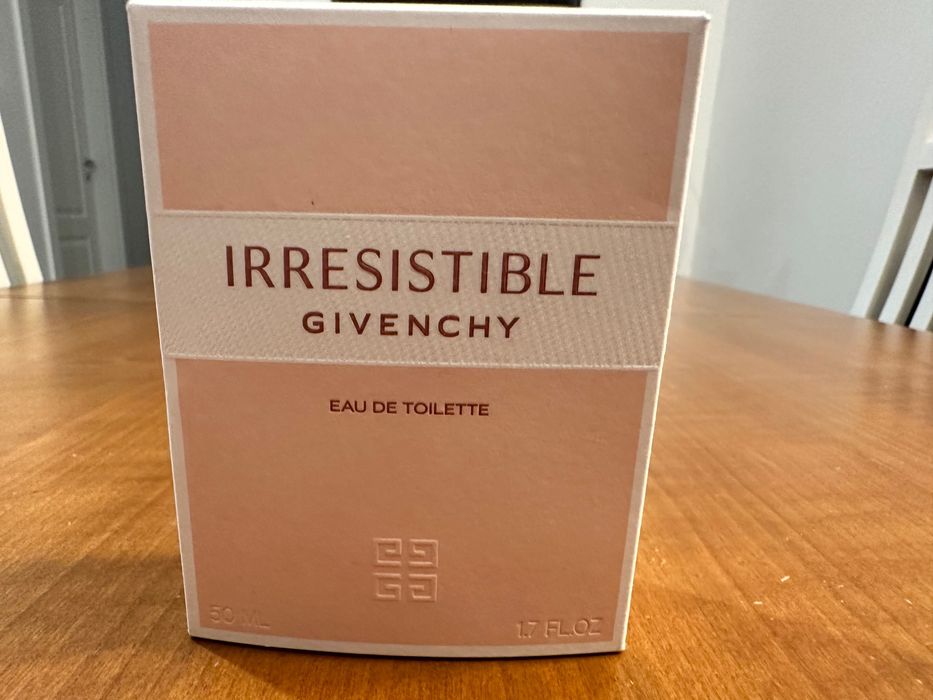 IRRESISTIBLE
GIVENCHY
EAU DE TOILETTE
50 ML 1.7 FL.OZ